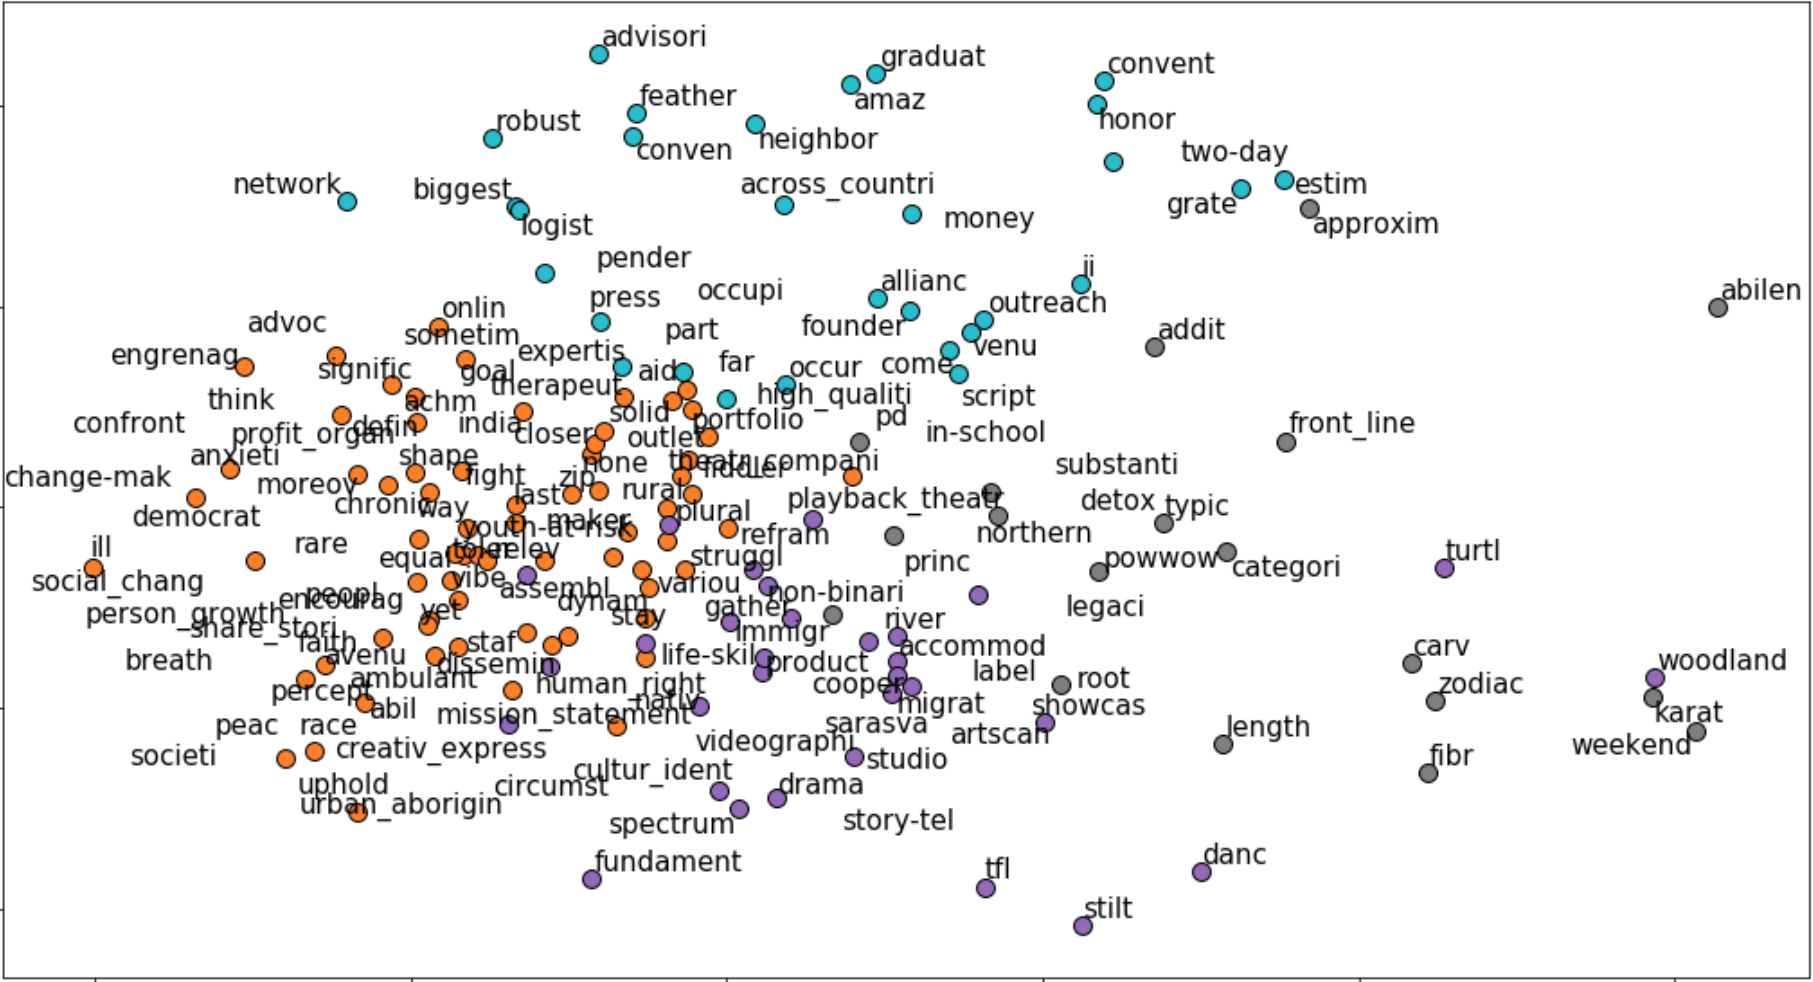 advisori
graduat
convent
amaz
feather
honor
robust
neighbor
conven
two-day
network
biggest
across_countri
estim
grate
logist
money
approxim
pender
ji
allianc
occupi
abilen
press
outreach
onlin
advoc
part
founder
addit
sometim
venu
engrenag
expertis
far
come
signific
goal
aid
occur
therapeut
high_qualiti
script
think
achm
solid
portfolio
pd
confront
defin
india
front_line
profit_organ
closer
outlet
in-school
anxieti
shape
none
theatr_compani
fiddler
substanti
change-mak
fight
zip
moreov
last
rural
playback_theatr
detox
typic
chronic
way
plural
democrat
youth-at-risk
maker
refram
northern
ill
rare
equal
toler
relev
struggl
princ
powwow
categori
turtl
social_chang
vibe
assembl
variou
non-binari
peopl
encourag
dynam
gather
legaci
person_growth
yet
stay
river
share_stori
immigr
faith
staf
accommod
carv
breath
avenu
dissemin
life-skil
product
label
woodland
percept
ambulant
human_right
cooper
root
zodiac
abil
nativ
migrat
showcas
karat
peac
race
mission_statement
sarasva
artscan
length
societi
creativ_express
videographi
studio
weekend
fibr
uphold
circumst
cultur_ident
drama
urban_aborigin
spectrum
story-tel
fundament
tfl
danc
stilt